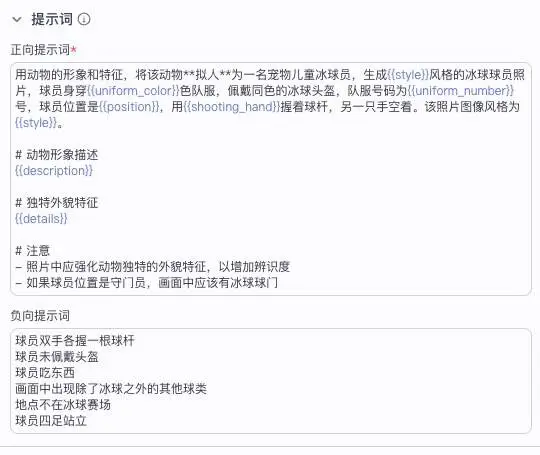 提示词
正向提示词*
用动物的形象和特征，将该动物**拟人**为一名宠物儿童冰球员，生成{{style}}风格的冰球球员照
片，球员身穿{{uniform_color}}色队服，佩戴同色的冰球头盔，队服号码为{{uniform_number}}
号，球员位置是{{position}}，用{{shooting_hand}}握着球杆，另一只手空着。该照片图像风格为
{{style}}。
# 动物形象描述
{{description}}
# 独特外貌特征
{{details}}
# 注意
- 照片中应强化动物独特的外貌特征，以增加辨识度
- 如果球员位置是守门员，画面中应该有冰球球门
负向提示词
球员双手各握一根球杆
球员未佩戴头盔
球员吃东西
画面中出现除了冰球之外的其他球类
地点不在冰球赛场
球员四足站立